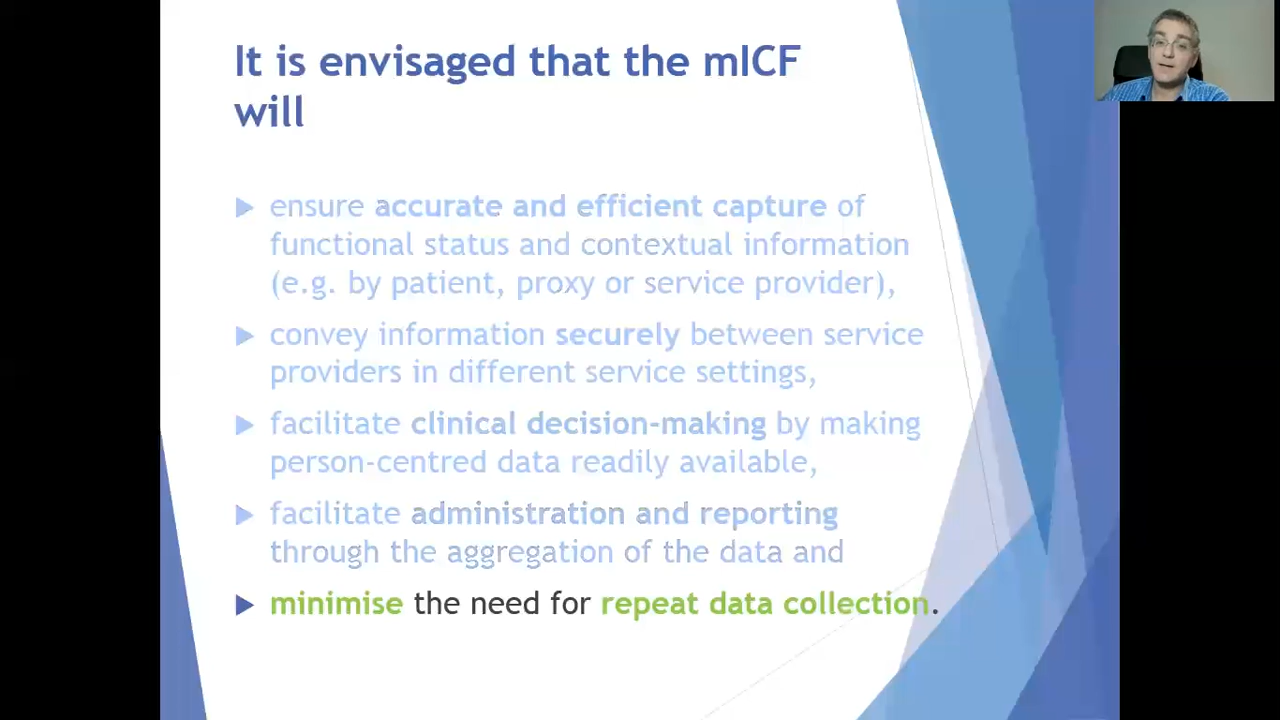 It is envisaged that the mICF
will
ensure accurate and efficient capture of
functional status and contextual information
(e.g. by patient, proxy or service provider),
convey information securely between service
providers in different service settings,
facilitate clinical decision-making by making
person-centred data readily available,
facilitate administration and reporting
through the aggregation of the data and
minimise the need for repeat data collection.